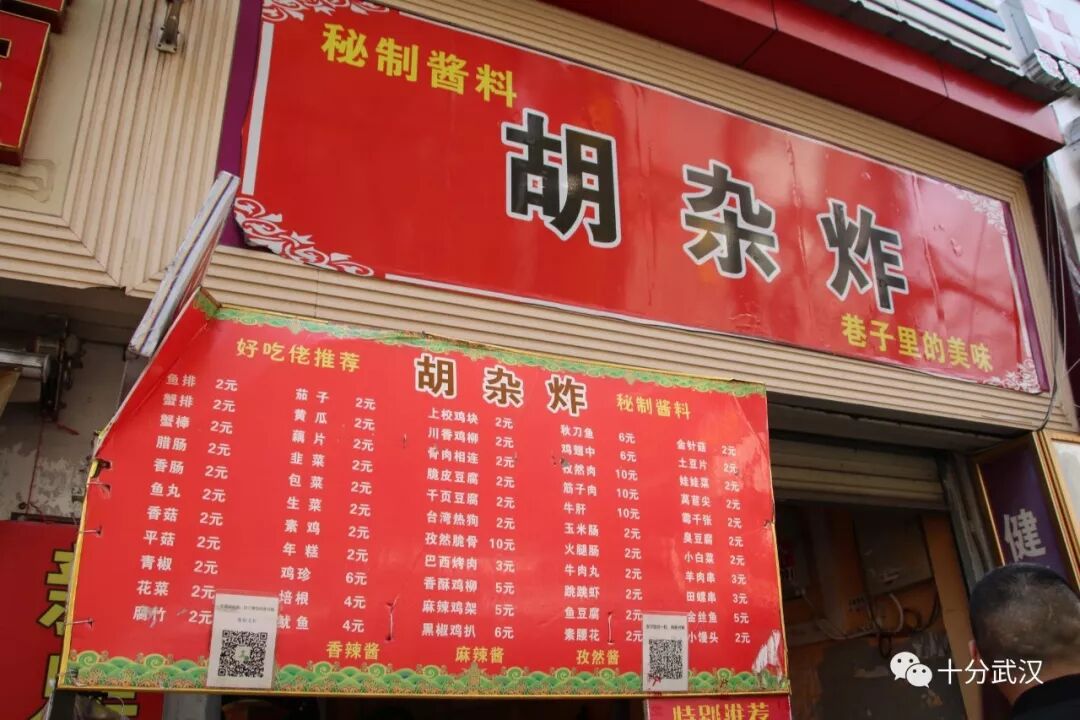 秘制酱料
胡杂炸
巷子里的美味
好吃佬推荐
胡杂炸
秘制酱料
鱼排 2元
蟹排 2元
蟹棒 2元
腊肠 2元
香肠 2元
鱼丸 2元
香菇 2元
平菇 2元
青椒 2元
花菜 2元
腐竹 2元
茄子 2元
黄瓜 2元
藕片 2元
韭菜 2元
包菜 2元
生菜 2元
素鸡 2元
年糕 2元
鸡珍 6元
培根 4元
鱿鱼 4元
上校鸡块 2元
川香鸡柳 2元
骨肉相连 2元
脆皮豆腐 2元
千页豆腐 2元
台湾热狗 2元
孜然脆骨 10元
巴西烤肉 3元
香酥鸡柳 5元
麻辣鸡架 5元
黑椒鸡扒 6元
秋刀鱼 6元
鸡翅中 6元
孜然肉 10元
筋子肉 10元
牛肝 10元
玉米肠 2元
火腿肠 2元
牛肉丸 2元
跳跳虾 2元
鱼豆腐 2元
素腰花 2元
金针菇 2元
土豆片 2元
娃娃菜 2元
莴苣尖 2元
霉千张 2元
臭豆腐 2元
小白菜 2元
羊肉串 3元
田螺串 3元
金丝鱼 5元
小馒头 2元
香辣酱
麻辣酱
孜然酱
特别推荐
健
十分武汉